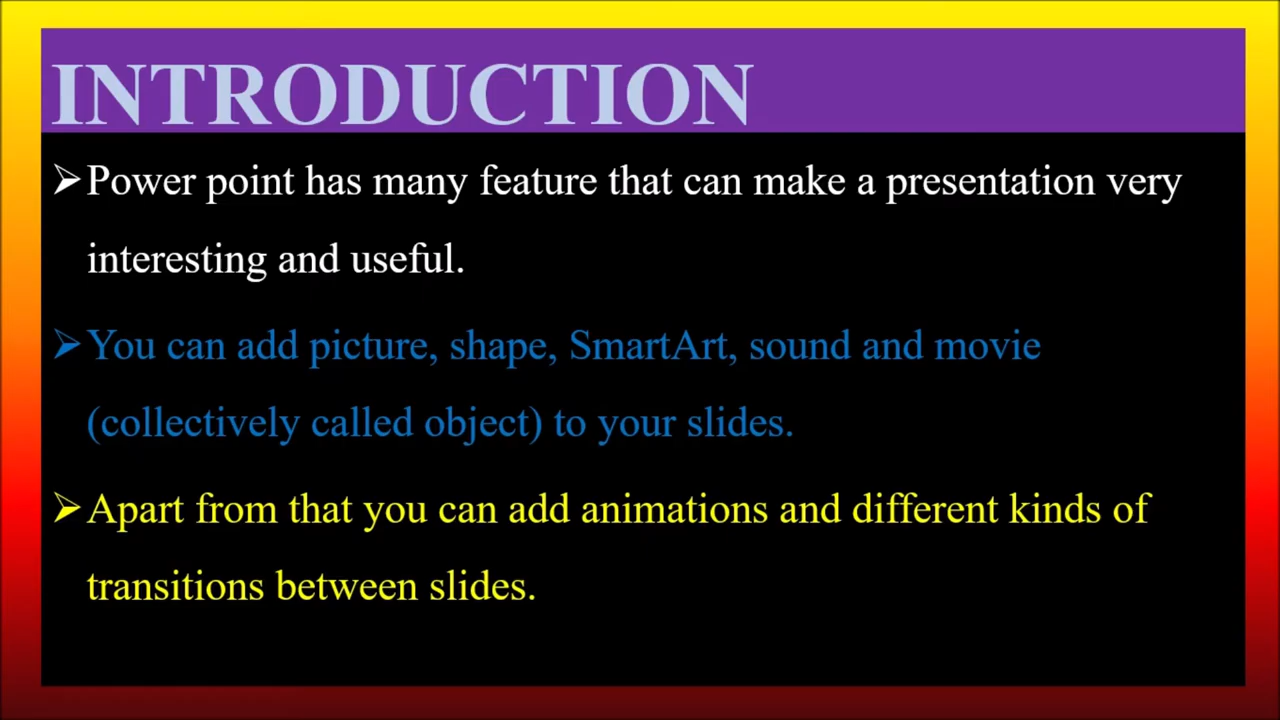 INTRODUCTION
➢Power point has many feature that can make a presentation very
interesting and useful.
➢You can add picture, shape, SmartArt, sound and movie
(collectively called object) to your slides.
➢Apart from that you can add animations and different kinds of
transitions between slides.